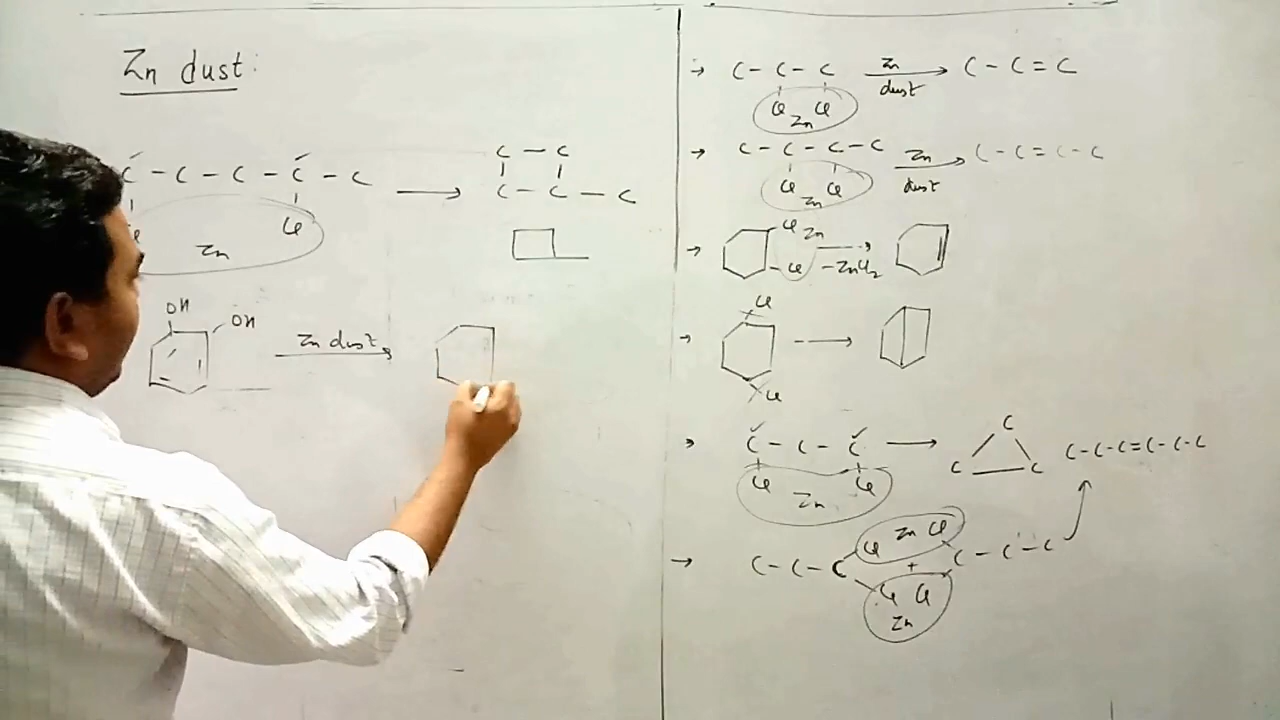 Zn dust:
C - C - C - C - C
Cl
Zn
C - C
C - C - C
OH
OH
Zn dust
→ C - C - C Zn dust → C - C = C
Cl Cl
Zn
→ C - C - C - C Zn dust → C - C = C - C
Cl Cl
Zn
→ Cl Zn
Cl - ZnCl2
→ Cl
Cl
→ C - C - C → C
C C
Cl Cl
Zn
C-C-C=C-C-C
→ C-C-C Cl Zn Cl C-C-C
+
Cl Cl
Zn